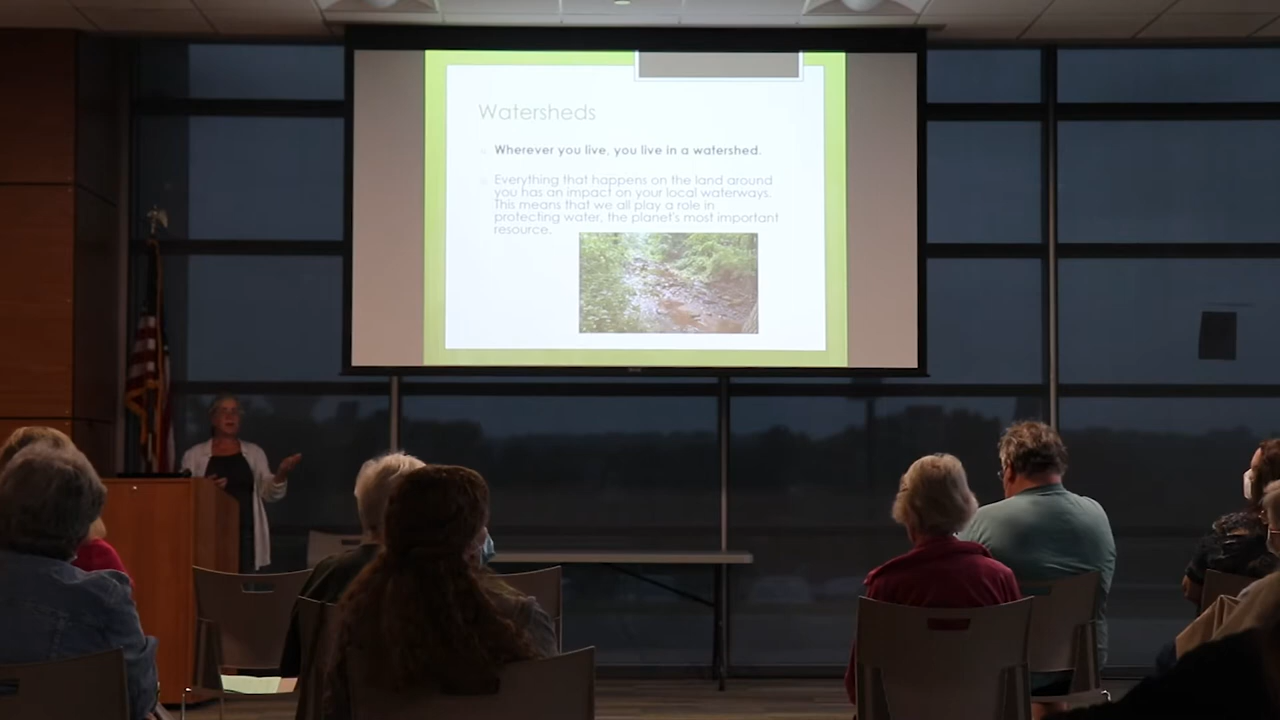 Watersheds
Wherever you live, you live in a watershed.
Everything that happens on the land around
you has an impact on your local waterways.
This means that we all play a role in
protecting water, the planet's most important
resource.